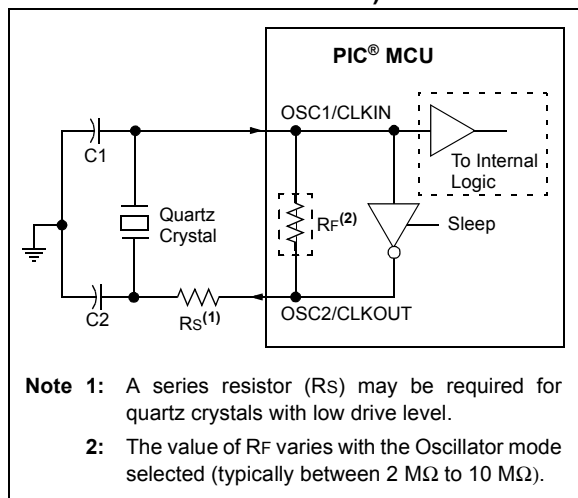 PIC® MCU
OSC1/CLKIN
C1
To Internal
Logic
Quartz
Crystal
RF(2)
Sleep
C2
RS(1)
OSC2/CLKOUT
Note 1: A series resistor (RS) may be required for
quartz crystals with low drive level.
2: The value of RF varies with the Oscillator mode
selected (typically between 2 MΩ to 10 MΩ).